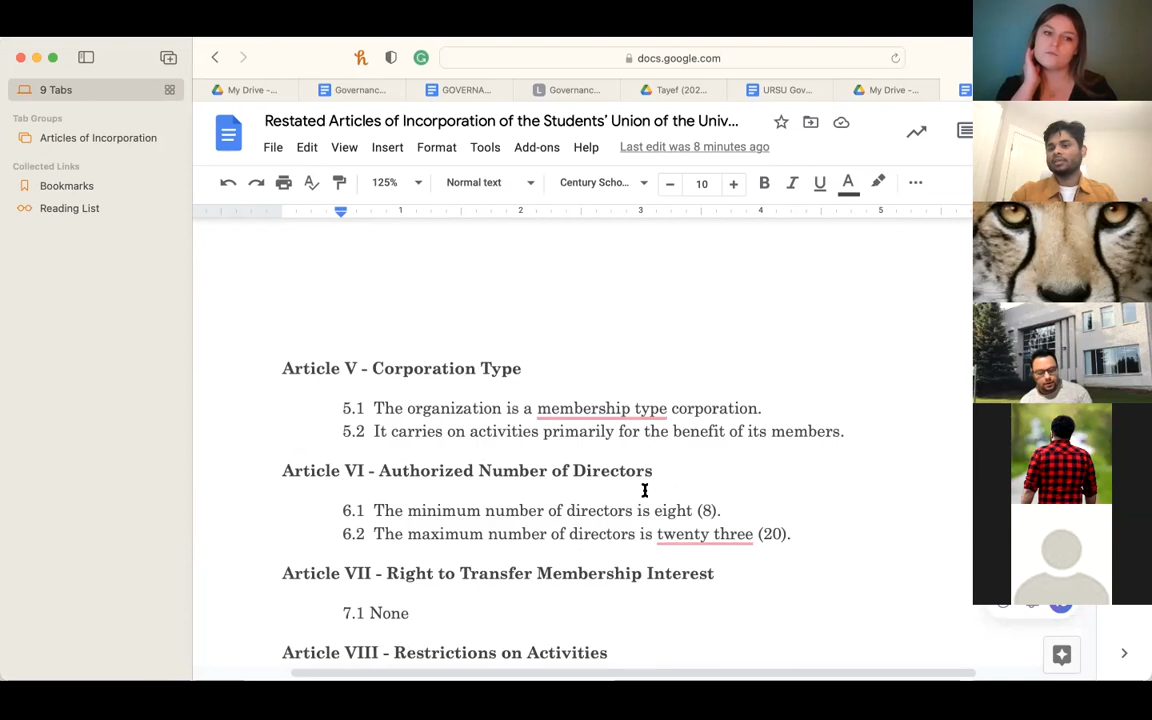 docs.google.com
9 Tabs
Tab Groups
Articles of Incorporation
Collected Links
Bookmarks
Reading List
My Drive -...
Governanc...
GOVERNA...
Governanc...
Tayef (202...
URSU Gov...
My Drive -...
Restated Articles of Incorporation of the Students' Union of the Univ...
File Edit View Insert Format Tools Add-ons Help Last edit was 8 minutes ago
125% Normal text Century Scho... – 10 + B I U A
1 2 3 4 5
Article V - Corporation Type
5.1 The organization is a membership type corporation.
5.2 It carries on activities primarily for the benefit of its members.
Article VI - Authorized Number of Directors
6.1 The minimum number of directors is eight (8).
6.2 The maximum number of directors is twenty three (20).
Article VII - Right to Transfer Membership Interest
7.1 None
Article VIII - Restrictions on Activities